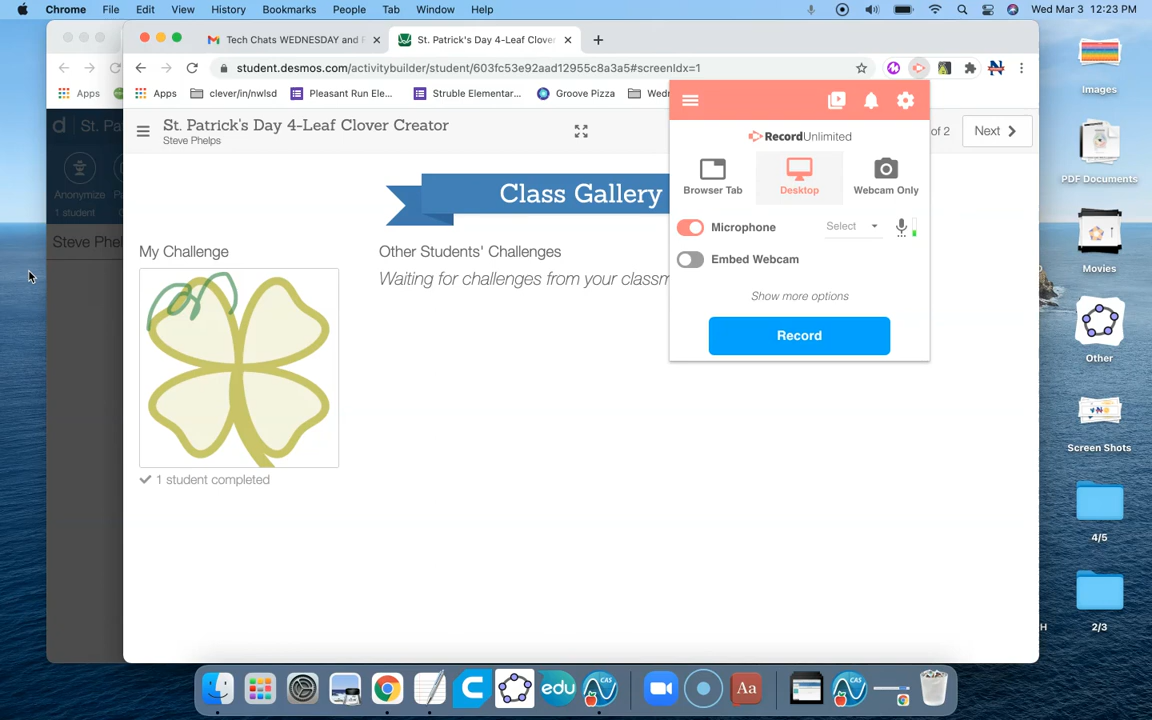 Chrome File Edit View History Bookmarks People Tab Window Help Wed Mar 3 12:23 PM
Tech Chats WEDNESDAY and
St. Patrick's Day 4-Leaf Clover
student.desmos.com/activitybuilder/student/603fc53e92aad12955c8a3a5#screenIdx=1
Apps
Apps clever/in/nwlsd Pleasant Run Ele... Struble Elementar... Groove Pizza
St. Pa
St. Patrick's Day 4-Leaf Clover Creator
Steve Phelps
of 2 Next
Anonymize
1 student
Steve Phel
Class Gallery
My Challenge
1 student completed
Other Students' Challenges
Waiting for challenges from your classm
RecordUnlimited
Browser Tab Desktop Webcam Only
Microphone Select
Embed Webcam
Show more options
Record
Images
PDF Documents
Movies
Other
Screen Shots
4/5
2/3
H
edu
CAS
Aa
CAS